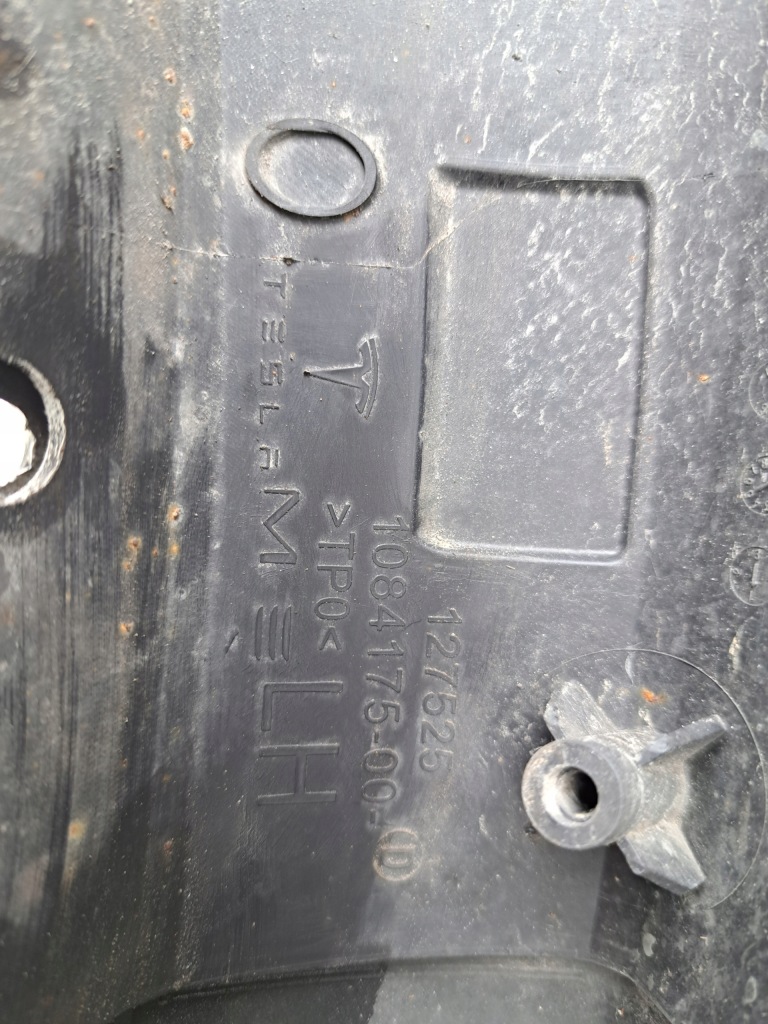 127525
1084175-00-D
>TPO<
TESLA M☰ LH